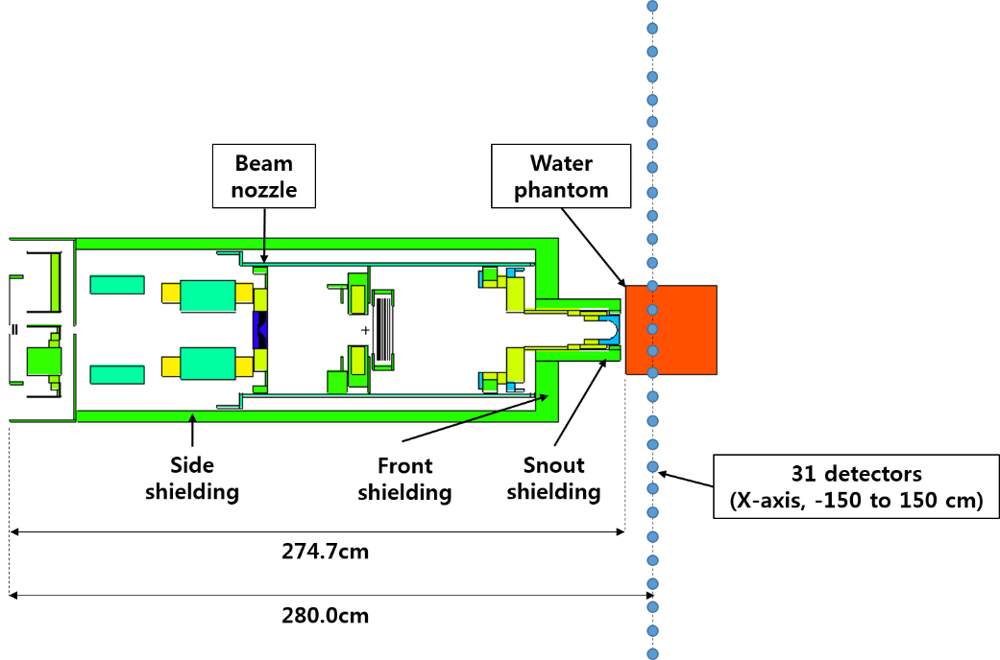 Beam
nozzle
Water
phantom
Side
shielding
Front
shielding
Snout
shielding
31 detectors
(X-axis, -150 to 150 cm)
274.7cm
280.0cm